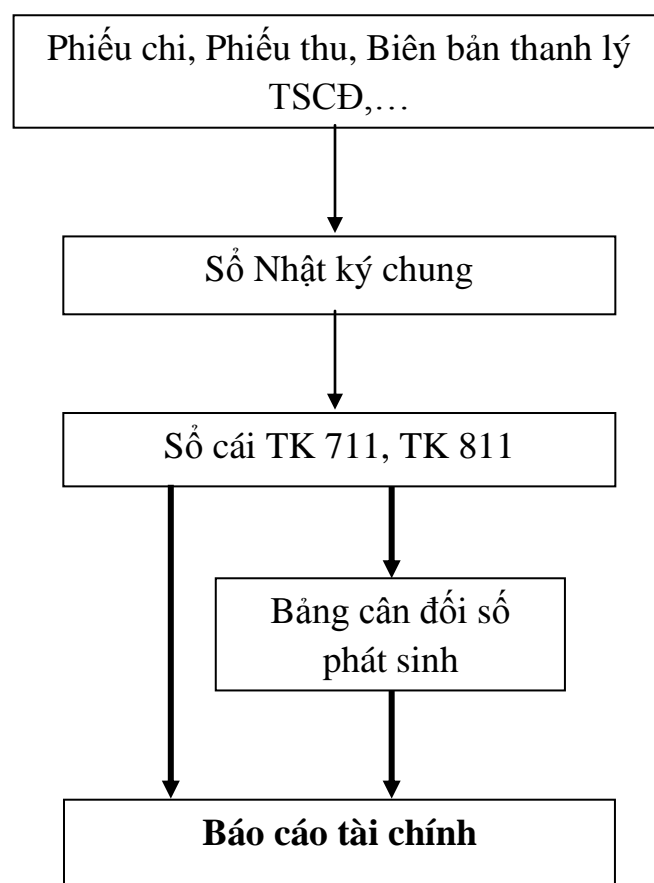 Phiếu chi, Phiếu thu, Biên bản thanh lý
TSCĐ,…
Sổ Nhật ký chung
Sổ cái TK 711, TK 811
Bảng cân đối số
phát sinh
Báo cáo tài chính